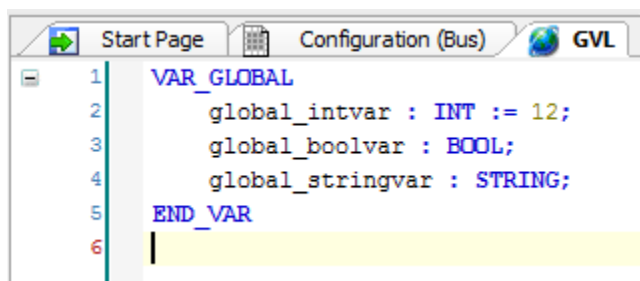 Start Page Configuration (Bus) GVL
1 VAR_GLOBAL
2 global_intvar : INT := 12;
3 global_boolvar : BOOL;
4 global_stringvar : STRING;
5 END_VAR
6